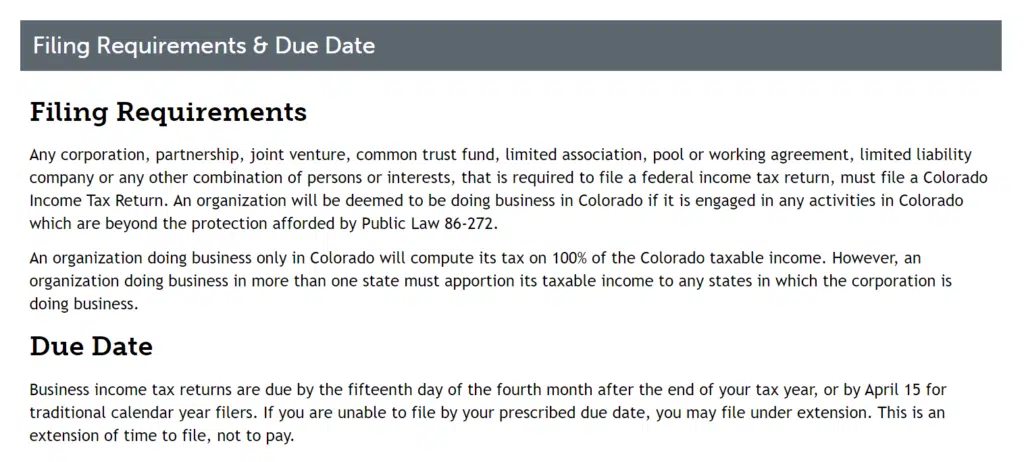 Filing Requirements & Due Date
Filing Requirements
Any corporation, partnership, joint venture, common trust fund, limited association, pool or working agreement, limited liability
company or any other combination of persons or interests, that is required to file a federal income tax return, must file a Colorado
Income Tax Return. An organization will be deemed to be doing business in Colorado if it is engaged in any activities in Colorado
which are beyond the protection afforded by Public Law 86-272.
An organization doing business only in Colorado will compute its tax on 100% of the Colorado taxable income. However, an
organization doing business in more than one state must apportion its taxable income to any states in which the corporation is
doing business.
Due Date
Business income tax returns are due by the fifteenth day of the fourth month after the end of your tax year, or by April 15 for
traditional calendar year filers. If you are unable to file by your prescribed due date, you may file under extension. This is an
extension of time to file, not to pay.